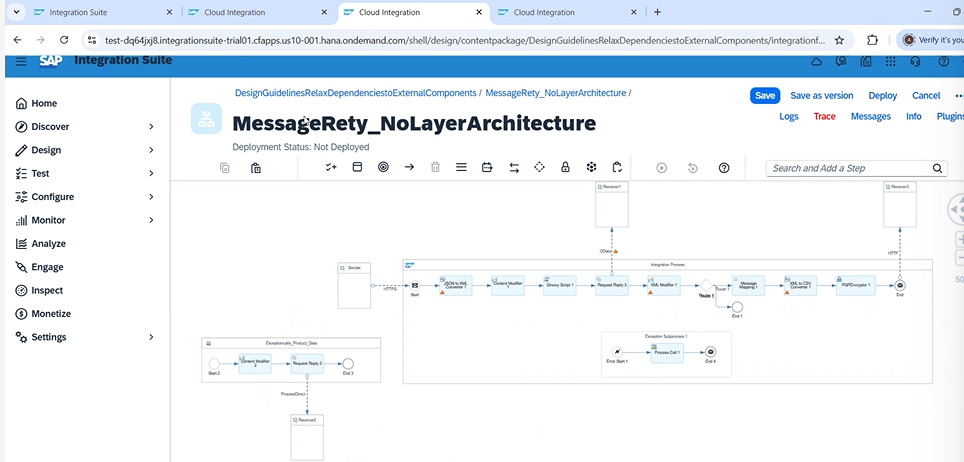 Integration Suite
Cloud Integration
Cloud Integration
Cloud Integration
test-dq64jxj8.integrationsuite-trial01.cfapps.us10-001.hana.ondemand.com/shell/design/contentpackage/DesignGuidelinesRelaxDependenciestoExternalComponents/integrationf...
Verify it's you
SAP Integration Suite
Home
Discover
Design
Test
Configure
Monitor
Analyze
Engage
Inspect
Monetize
Settings
DesignGuidelinesRelaxDependenciestoExternalComponents / MessageRety_NoLayerArchitecture /
MessageRety_NoLayerArchitecture
Deployment Status: Not Deployed
Save Save as version Deploy Cancel ...
Logs Trace Messages Info Plugins
Search and Add a Step
Receiver1
Receiver3
OData
HTTP
Sender
HTTPS
SAP Integration Process
Start
JSON to XML Converter 1
Content Modifier 1
Groovy Script 1
Request Reply 3
XML Modifier 1
Route 1
Message Mapping 1
XML to CSV Converter 1
PGPEncryptor 1
End
End 1
Exception Subprocess 1
Error Start 1
Process Call 1
End 4
Exceptionalls_Product_Data
Start 2
Content Modifier 2
Request Reply 2
End 3
ProcessDirect
Receiver2
50